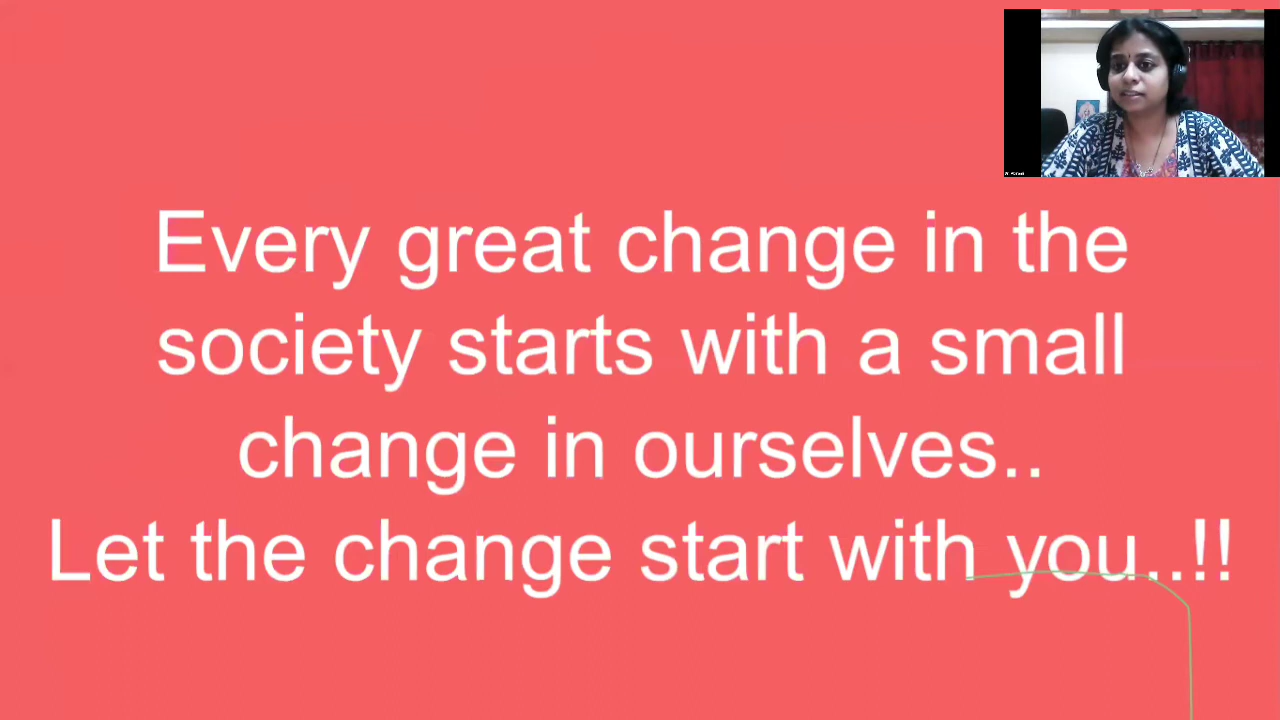 Every great change in the
society starts with a small
change in ourselves..
Let the change start with you..!!